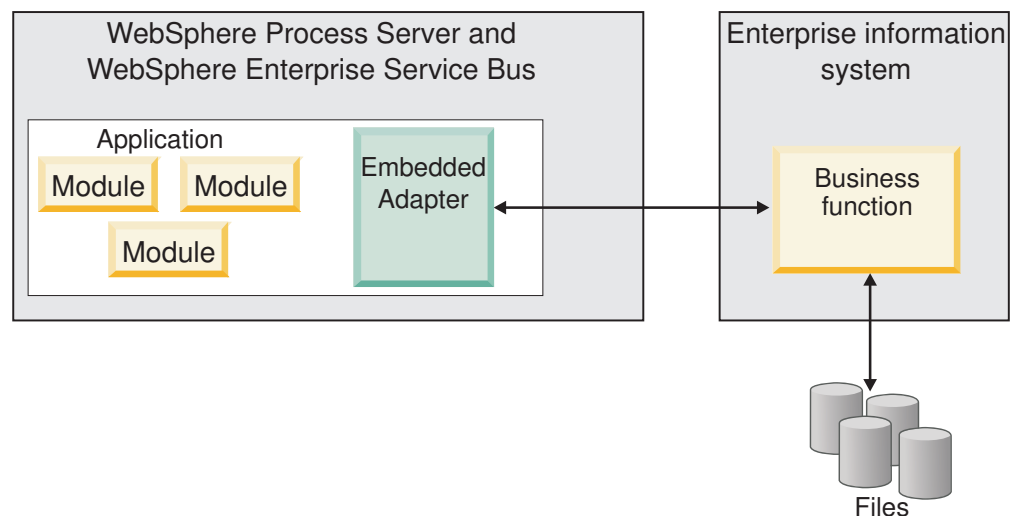 WebSphere Process Server and
WebSphere Enterprise Service Bus
Application
Module
Module
Module
Embedded
Adapter
Enterprise information
system
Business
function
Files